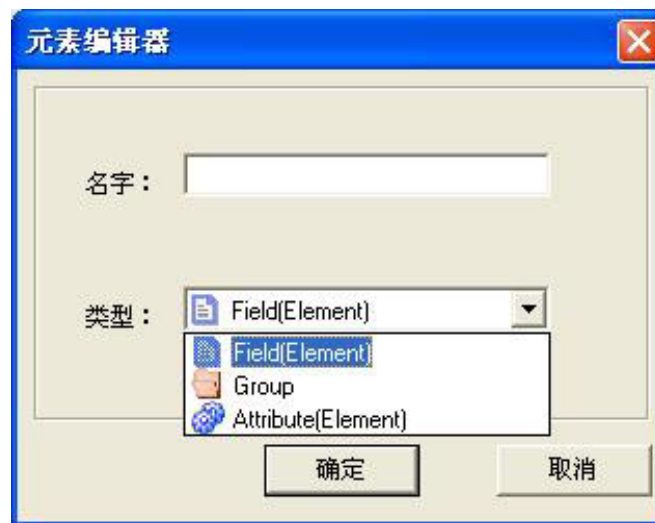 元素编辑器
名字：
类型：
Field(Element)
Field(Element)
Group
Attribute(Element)
确定
取消